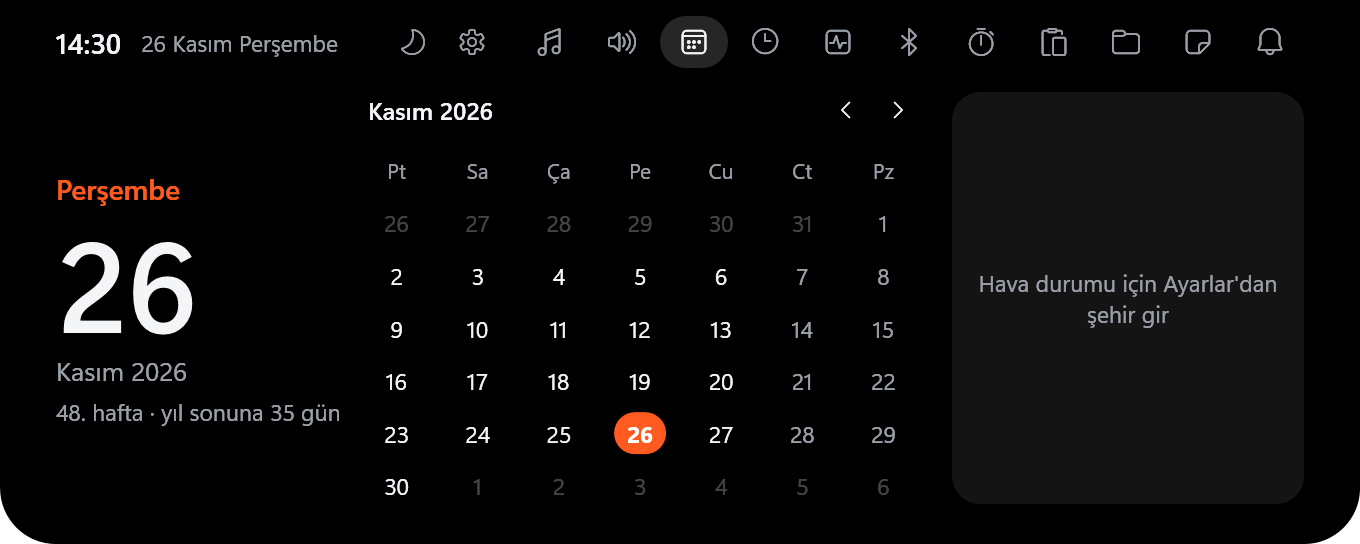 14:30 26 Kasım Perşembe
Perşembe
26
Kasım 2026
48. hafta · yıl sonuna 35 gün
Kasım 2026
Pt Sa Ça Pe Cu Ct Pz
26 27 28 29 30 31 1
2 3 4 5 6 7 8
9 10 11 12 13 14 15
16 17 18 19 20 21 22
23 24 25 26 27 28 29
30 1 2 3 4 5 6
Hava durumu için Ayarlar'dan
şehir gir